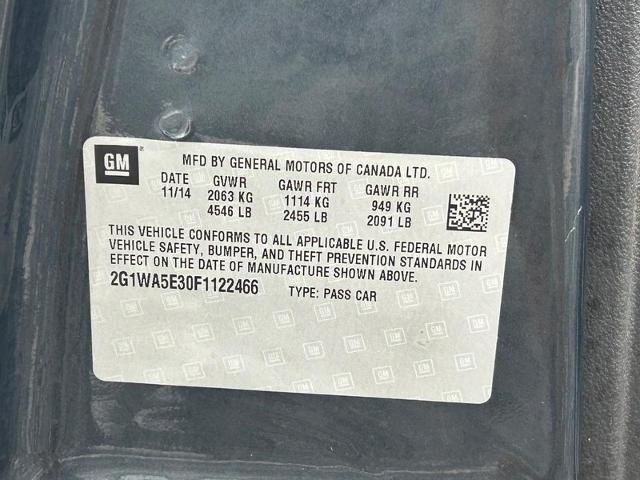 GM
MFD BY GENERAL MOTORS OF CANADA LTD.
DATE GVWR GAWR FRT GAWR RR
11/14 2063 KG 1114 KG 949 KG
4546 LB 2455 LB 2091 LB
THIS VEHICLE CONFORMS TO ALL APPLICABLE U.S. FEDERAL MOTOR
VEHICLE SAFETY, BUMPER, AND THEFT PREVENTION STANDARDS IN
EFFECT ON THE DATE OF MANUFACTURE SHOWN ABOVE.
2G1WA5E30F1122466 TYPE: PASS CAR